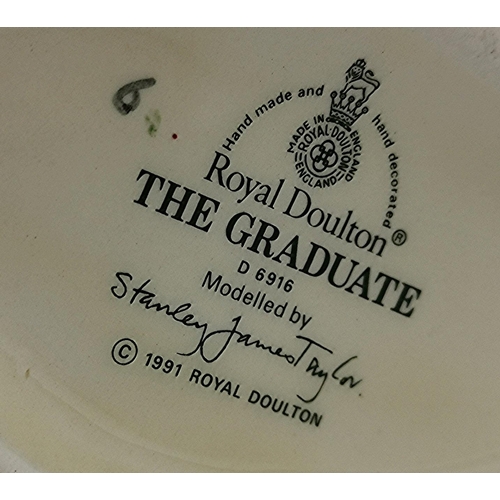 6
Hand made and hand decorated
MADE IN ENGLAND
ROYAL·DOULTON
ENGLAND
Royal Doulton®
THE GRADUATE
D 6916
Modelled by
Stanley James Taylor
© 1991 ROYAL DOULTON